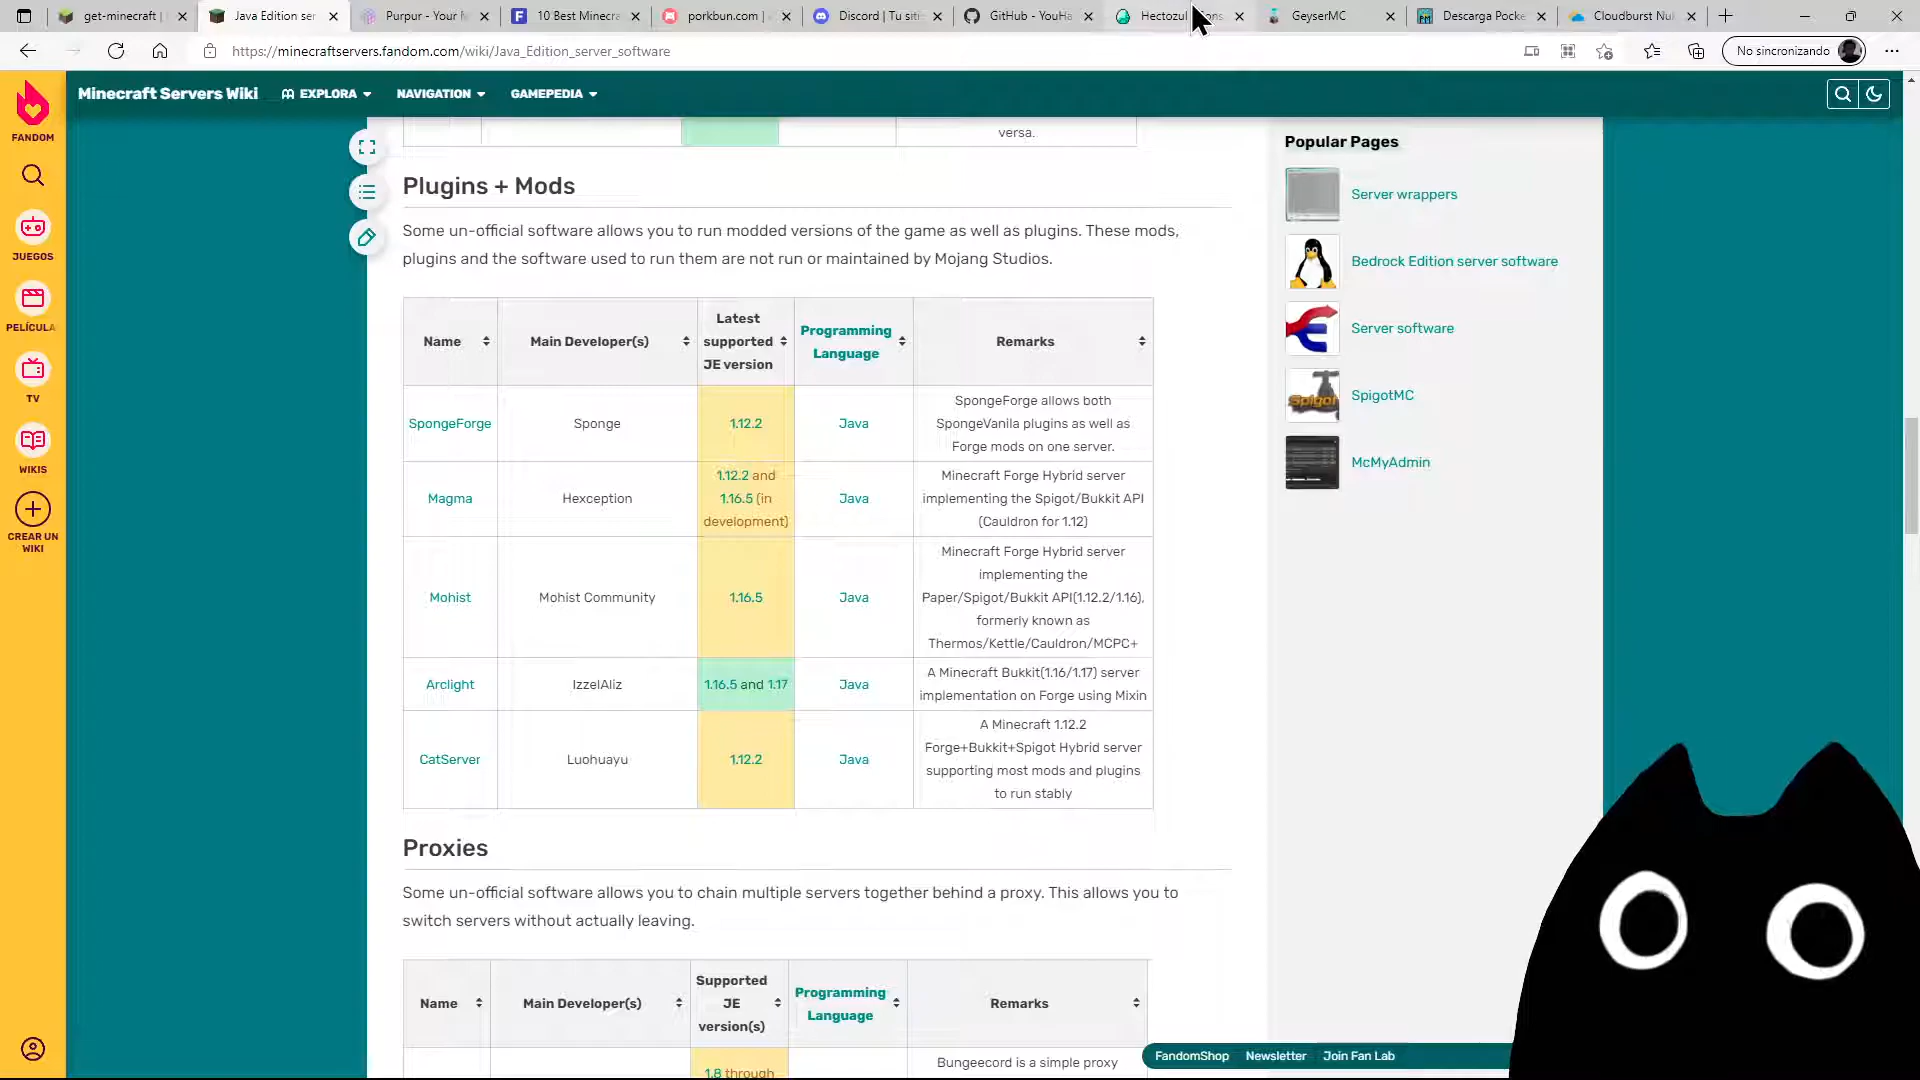 get-minecraft |
Java Edition ser
Purpur - Your
10 Best Minecra
porkbun.com |
Discord | Tu siti
GitHub - YouHa
Hectozul
GeyserMC
Descarga Pocke
Cloudburst Nuk
https://minecraftservers.fandom.com/wiki/Java_Edition_server_software
No sincronizando
Minecraft Servers Wiki
EXPLORA
NAVIGATION
GAMEPEDIA
FANDOM
JUEGOS
PELÍCULA
TV
WIKIS
CREAR UN
WIKI
versa.
Plugins + Mods
Some un-official software allows you to run modded versions of the game as well as plugins. These mods,
plugins and the software used to run them are not run or maintained by Mojang Studios.
Name
Main Developer(s)
Latest
supported
JE version
Programming
Language
Remarks
SpongeForge
Sponge
1.12.2
Java
SpongeForge allows both
SpongeVanila plugins as well as
Forge mods on one server.
Magma
Hexception
1.12.2 and
1.16.5 (in
development)
Java
Minecraft Forge Hybrid server
implementing the Spigot/Bukkit API
(Cauldron for 1.12)
Mohist
Mohist Community
1.16.5
Java
Minecraft Forge Hybrid server
implementing the
Paper/Spigot/Bukkit API(1.12.2/1.16),
formerly known as
Thermos/Kettle/Cauldron/MCPC+
Arclight
IzzelAliz
1.16.5 and 1.17
Java
A Minecraft Bukkit(1.16/1.17) server
implementation on Forge using Mixin
CatServer
Luohuayu
1.12.2
Java
A Minecraft 1.12.2
Forge+Bukkit+Spigot Hybrid server
supporting most mods and plugins
to run stably
Proxies
Some un-official software allows you to chain multiple servers together behind a proxy. This allows you to
switch servers without actually leaving.
Name
Main Developer(s)
Supported
JE
version(s)
Programming
Language
Remarks
1.8 through
Bungeecord is a simple proxy
Popular Pages
Server wrappers
Bedrock Edition server software
Server software
Spigot
SpigotMC
McMyAdmin
FandomShop
Newsletter
Join Fan Lab